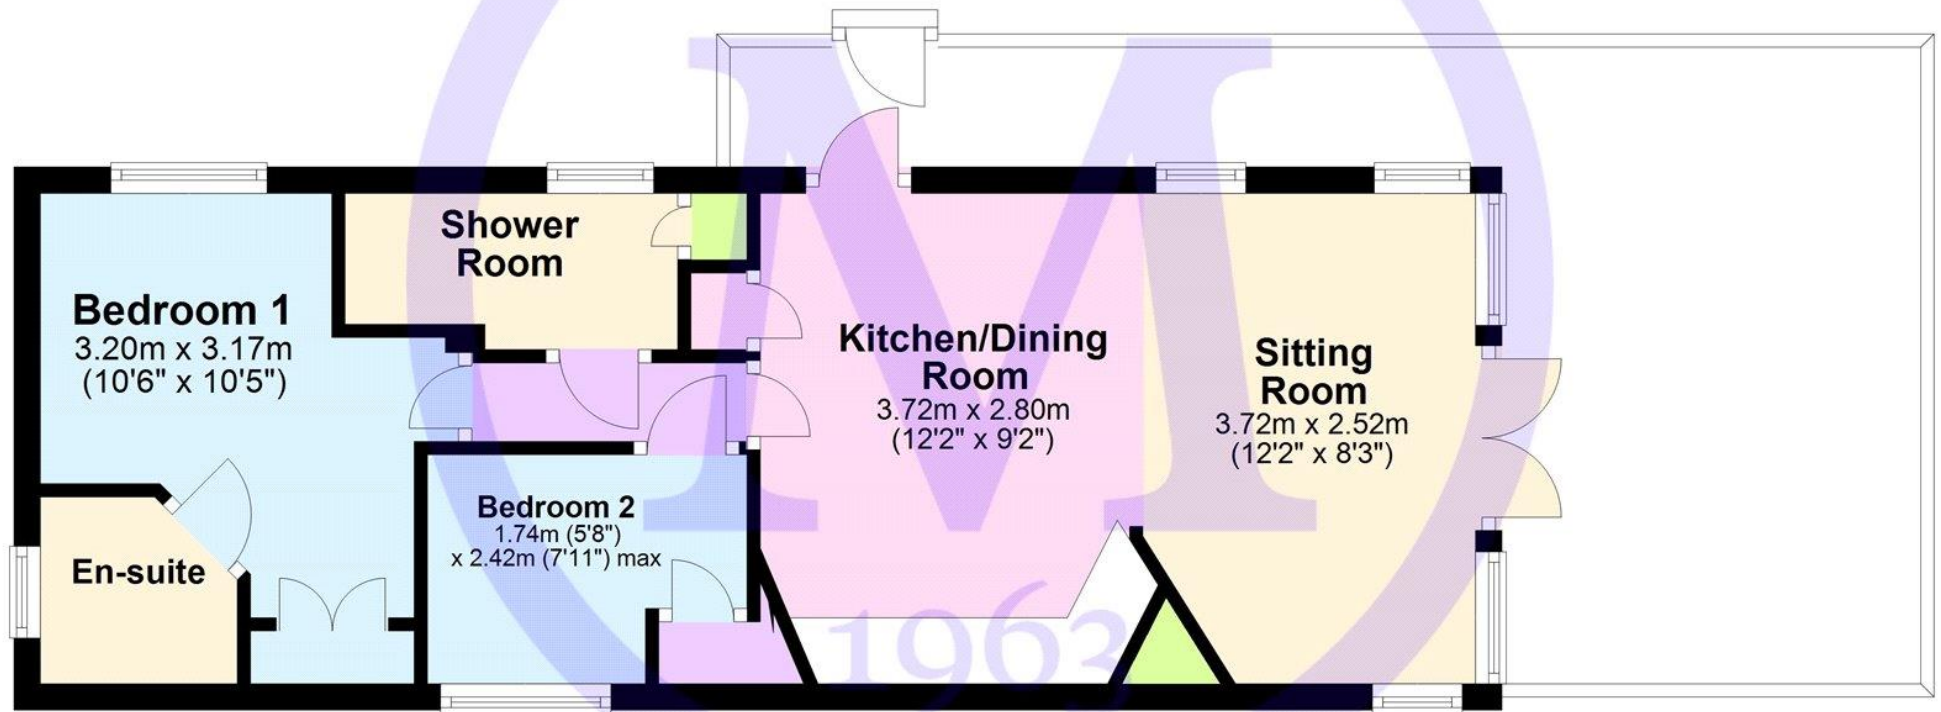 Shower
Room
Bedroom 1
3.20m x 3.17m
(10'6" x 10'5")
Kitchen/Dining
Room
3.72m x 2.80m
(12'2" x 9'2")
Sitting
Room
3.72m x 2.52m
(12'2" x 8'3")
Bedroom 2
1.74m (5'8")
x 2.42m (7'11") max
En-suite
M
1963